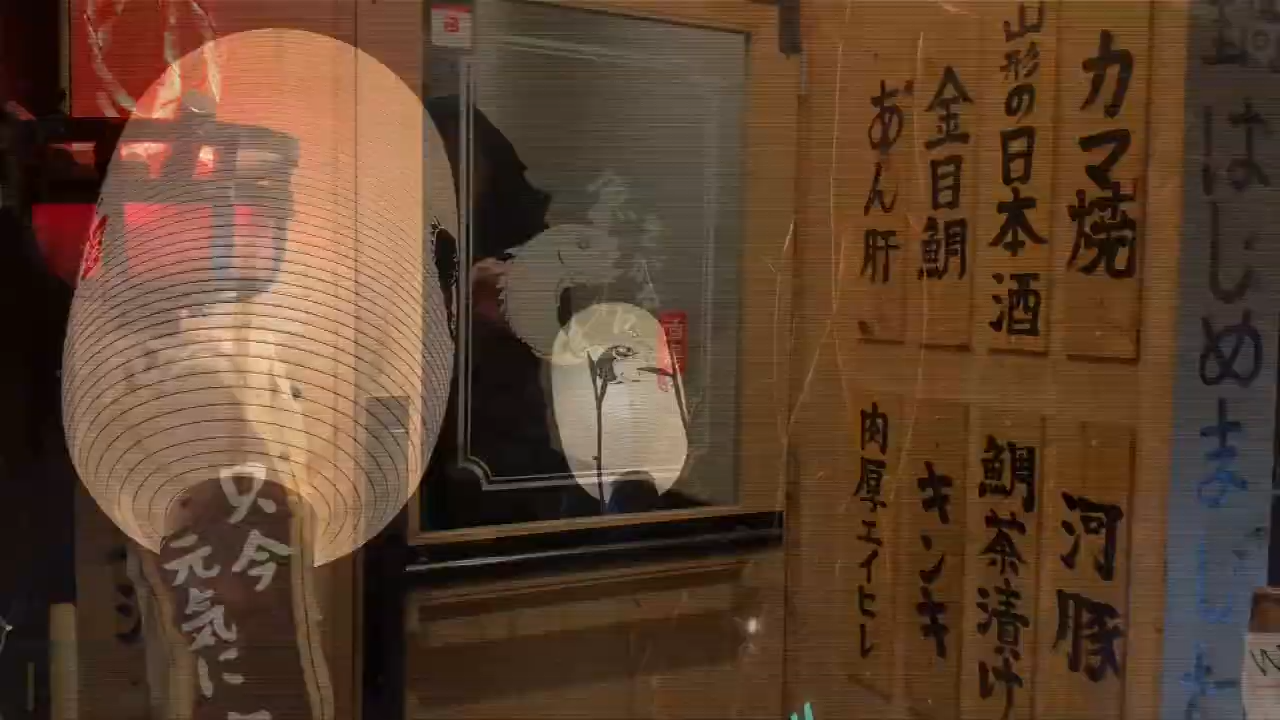 カマ焼
山形の日本酒
金目鯛
あん肝
河豚
鯛茶漬け
キンキ
肉厚エイヒレ
はじめました
只今
元気に